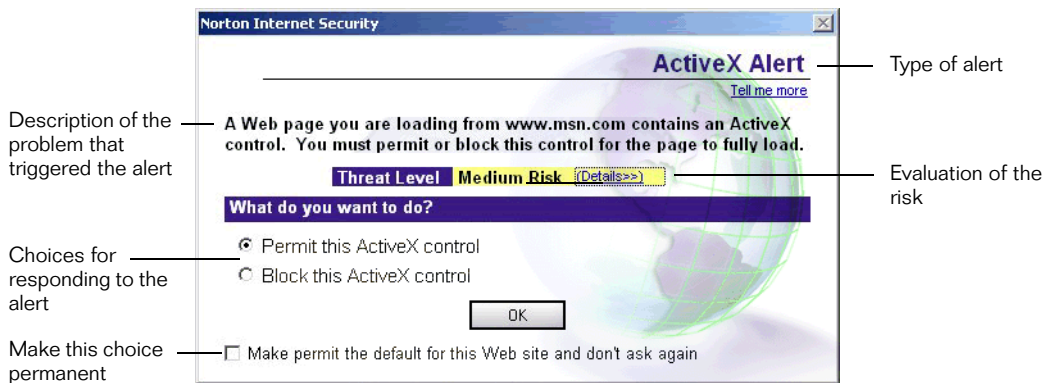 Norton Internet Security
ActiveX Alert
Type of alert
Tell me more
Description of the
problem that
triggered the alert
A Web page you are loading from www.msn.com contains an ActiveX
control. You must permit or block this control for the page to fully load.
Threat Level Medium Risk (Details>>)
Evaluation of the
risk
What do you want to do?
Choices for
responding to the
alert
Permit this ActiveX control
Block this ActiveX control
OK
Make this choice
permanent
Make permit the default for this Web site and don't ask again